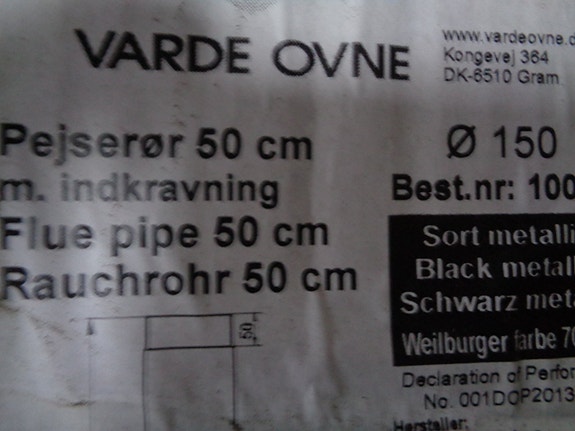 VARDE OVNE
www.vardeovne.d
Kongevej 364
DK-6510 Gram
Pejserør 50 cm
m. indkravning
Flue pipe 50 cm
Rauchrohr 50 cm
Ø 150
Best.nr: 100
Sort metalli
Black metall
Schwarz meta
Weilburger farbe 70
50
Declaration of Perfor
No. 001DOP2013
Hersteller: